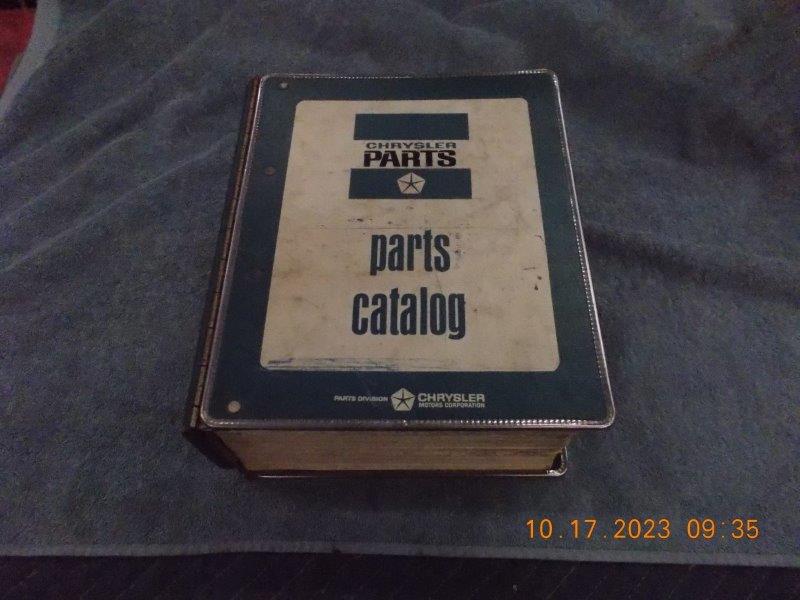 CHRYSLER
PARTS
parts
catalog
PARTS DIVISION CHRYSLER
MOTORS CORPORATION
10.17.2023 09:35